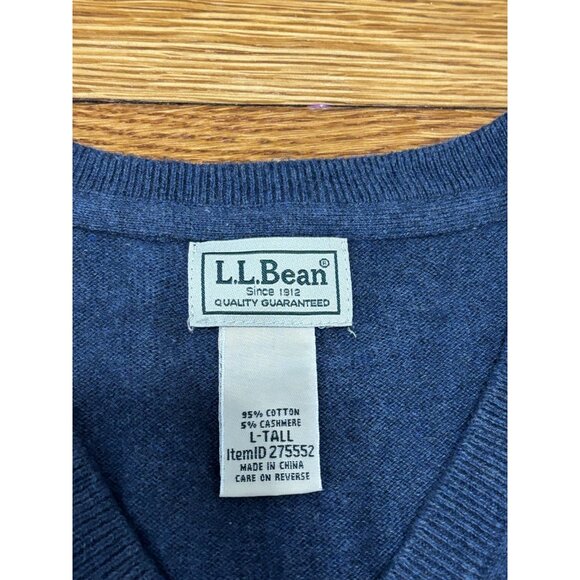 L.L.Bean®
Since 1912
QUALITY GUARANTEED
95% COTTON
5% CASHMERE
L-TALL
ItemID 275552
MADE IN CHINA
CARE ON REVERSE